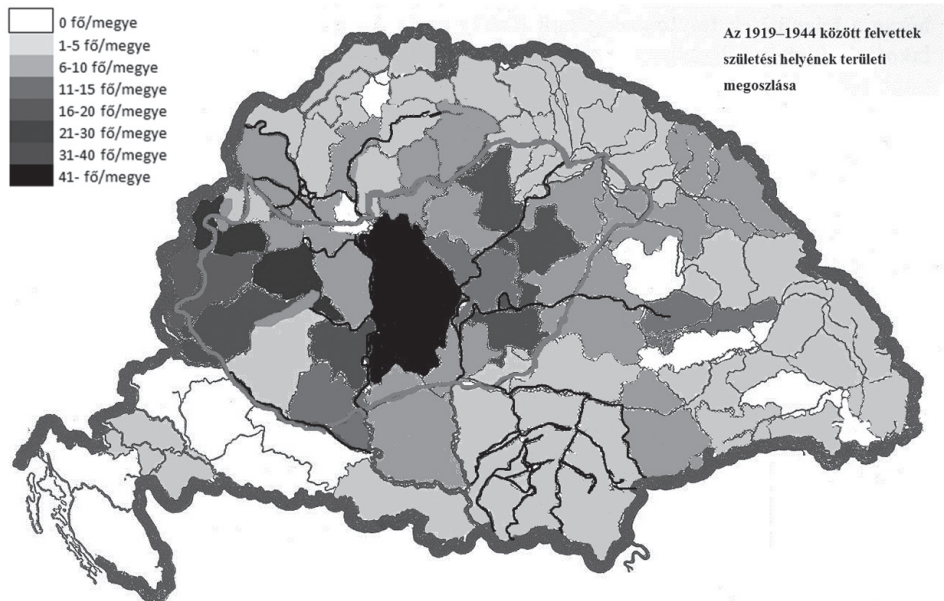 0 fő/megye
1-5 fő/megye
6-10 fő/megye
11-15 fő/megye
16-20 fő/megye
21-30 fő/megye
31-40 fő/megye
41- fő/megye
Az 1919–1944 között felvettek
születési helyének területi
megoszlása